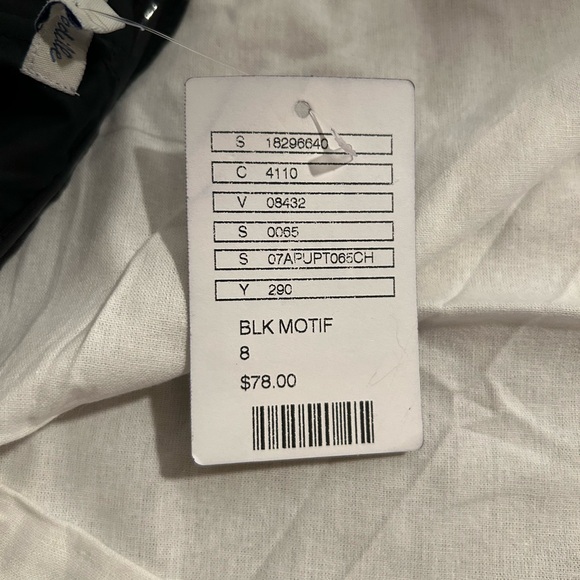 S 18296640
C 4110
V 08432
S 0065
S 07APUPT065CH
Y 290
BLK MOTIF
8
$78.00